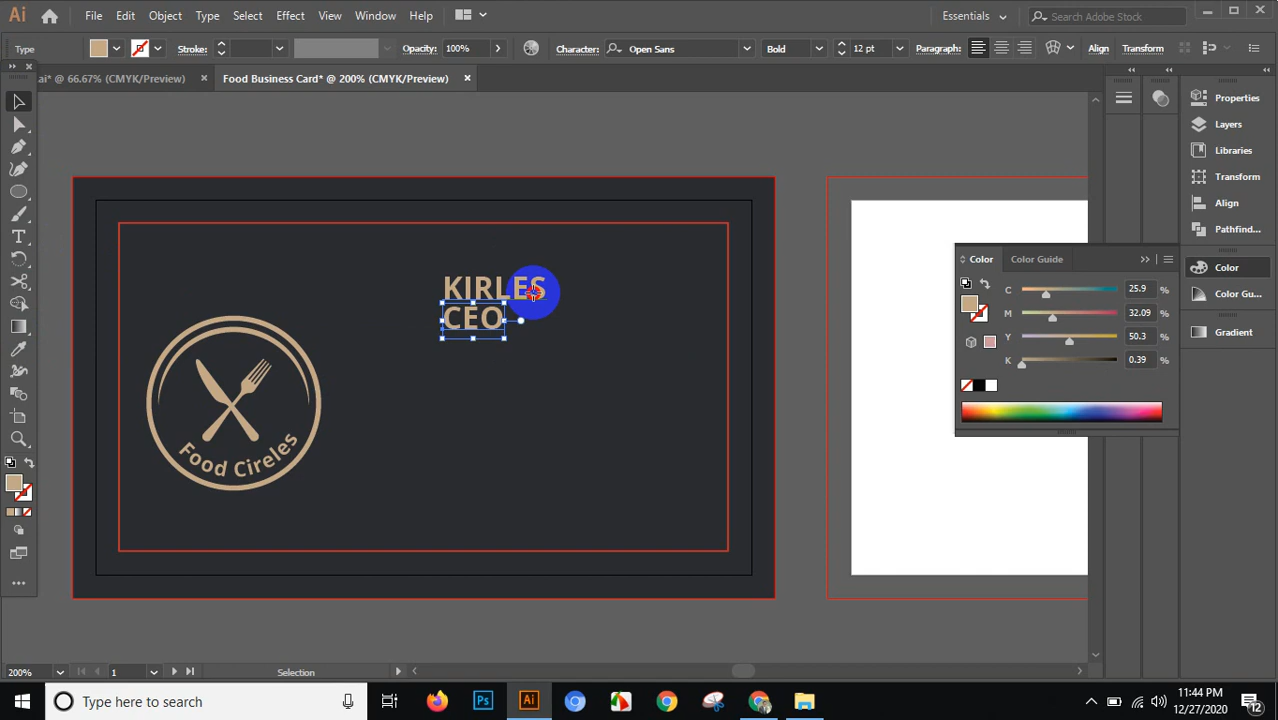 Ai File Edit Object Type Select Effect View Window Help Essentials Search Adobe Stock
Type Stroke: Opacity: 100% Character: Open Sans Bold 12 pt Paragraph: Align Transform
ai* @ 66.67% (CMYK/Preview) × Food Business Card* @ 200% (CMYK/Preview) ×
Properties
Layers
Libraries
Transform
Align
Pathfind...
Color
Color Gu...
Gradient
Color Color Guide
C 25.9 %
M 32.09 %
Y 50.3 %
K 0.39 %
KIRLES
CEO
Food Cireles
200% 1 Selection
Type here to search
Ps Ai
11:44 PM
12/27/2020
12